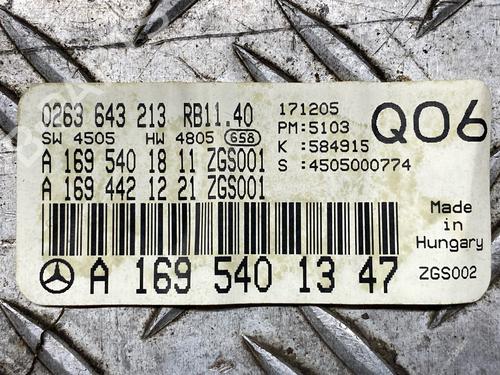 0263 643 213 RB11.40
SW 4505 HW 4805 658
A 169 540 18 11 ZGS001
A 169 442 12 21 ZGS001
171205
PM:5103
K :584915
S :4505000774
Q06
Made
in
Hungary
ZGS002
A 169 540 13 47